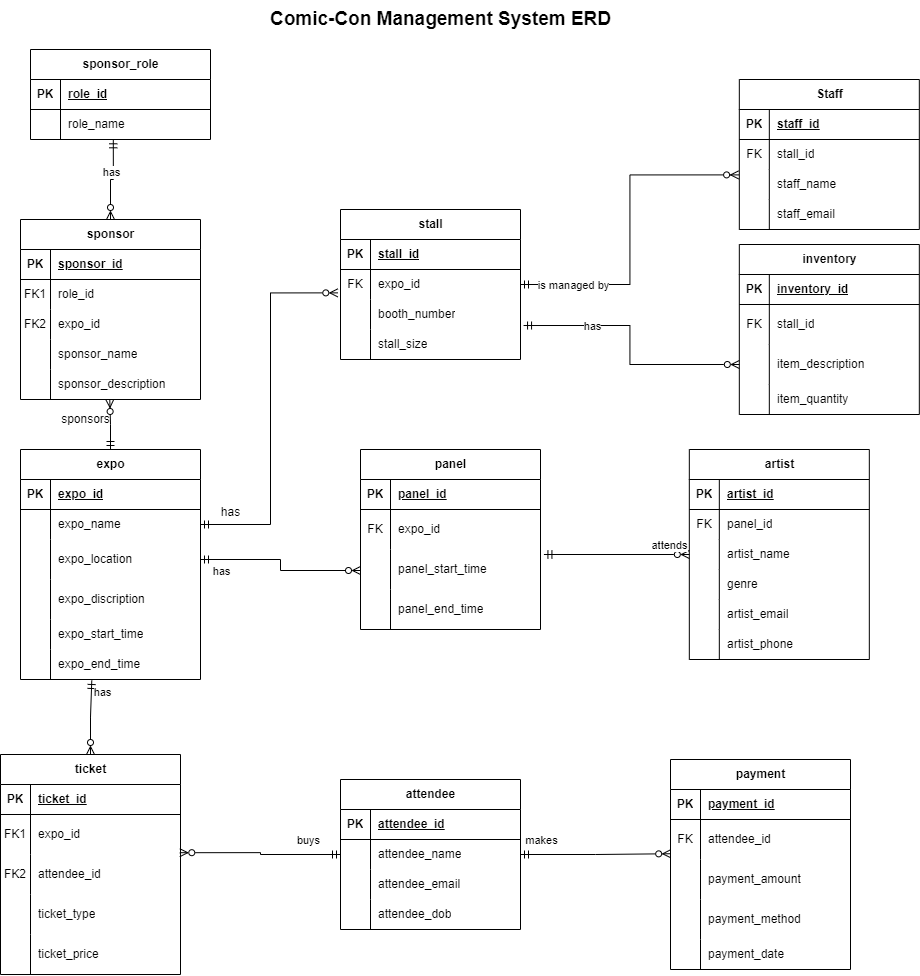 Comic-Con Management System ERD
sponsor_role
PK role_id
role_name
has
sponsor
PK sponsor_id
FK1 role_id
FK2 expo_id
sponsor_name
sponsor_description
sponsors
expo
PK expo_id
expo_name
expo_location
expo_discription
expo_start_time
expo_end_time
has
has
has
stall
PK stall_id
FK expo_id
booth_number
stall_size
is managed by
has
Staff
PK staff_id
FK stall_id
staff_name
staff_email
inventory
PK inventory_id
FK stall_id
item_description
item_quantity
panel
PK panel_id
FK expo_id
panel_start_time
panel_end_time
attends
artist
PK artist_id
FK panel_id
artist_name
genre
artist_email
artist_phone
ticket
PK ticket_id
FK1 expo_id
FK2 attendee_id
ticket_type
ticket_price
buys
attendee
PK attendee_id
attendee_name
attendee_email
attendee_dob
makes
payment
PK payment_id
FK attendee_id
payment_amount
payment_method
payment_date